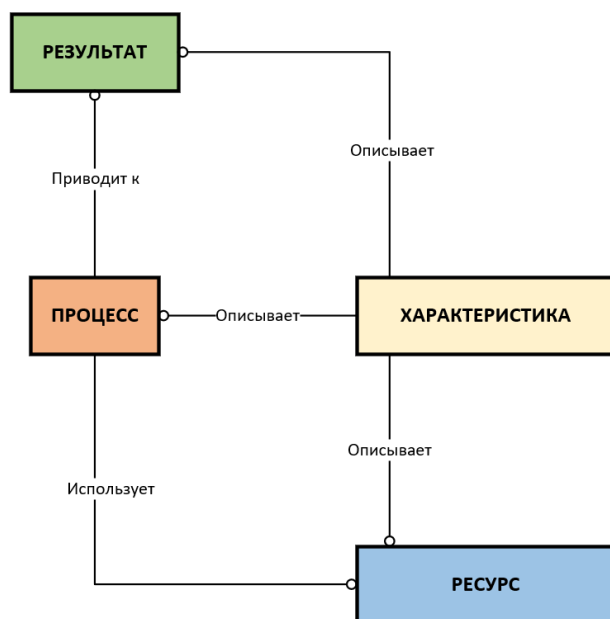 РЕЗУЛЬТАТ
Описывает
Приводит к
ПРОЦЕСС
Описывает
ХАРАКТЕРИСТИКА
Описывает
Использует
РЕСУРС